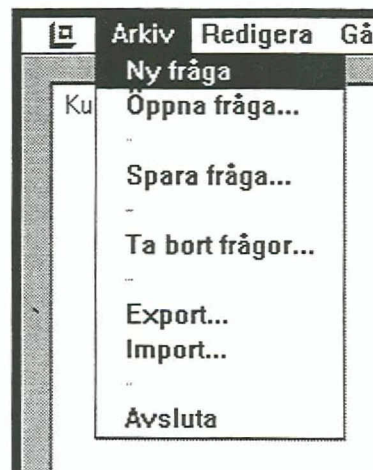 Arkiv Redigera Gå
Ny fråga
Ku
Öppna fråga...
Spara fråga...
Ta bort frågor...
Export...
Import...
Avsluta